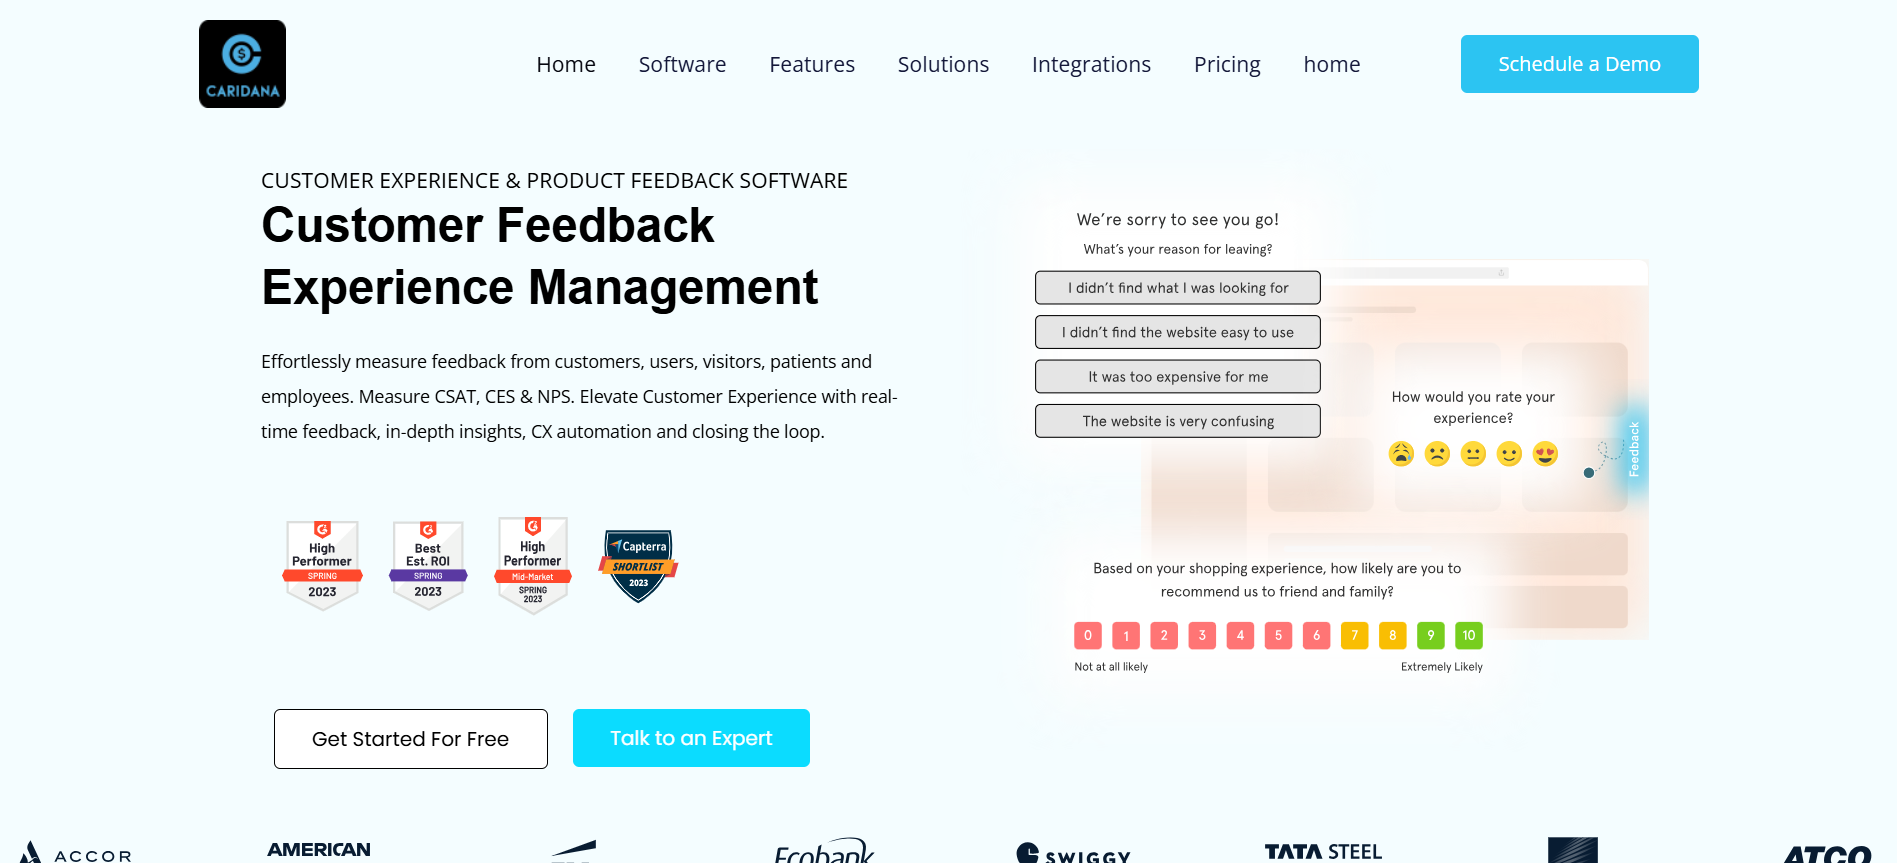 CARIDANA
Home
Software
Features
Solutions
Integrations
Pricing
home
Schedule a Demo
CUSTOMER EXPERIENCE & PRODUCT FEEDBACK SOFTWARE
Customer Feedback
Experience Management
Effortlessly measure feedback from customers, users, visitors, patients and
employees. Measure CSAT, CES & NPS. Elevate Customer Experience with real-
time feedback, in-depth insights, CX automation and closing the loop.
High
Performer
SPRING
2023
Best
Est. ROI
SPRING
2023
High
Performer
Mid-Market
SPRING
2023
Capterra
SHORTLIST
2023
Get Started For Free
Talk to an Expert
We're sorry to see you go!
What's your reason for leaving?
I didn't find what I was looking for
I didn't find the website easy to use
It was too expensive for me
The website is very confusing
How would you rate your
experience?
Feedback
Based on your shopping experience, how likely are you to
recommend us to friend and family?
0 1 2 3 4 5 6 7 8 9 10
Not at all likely
Extremely Likely
ACCOR
AMERICAN
Ecobank
SWIGGY
TATA STEEL
ATCO